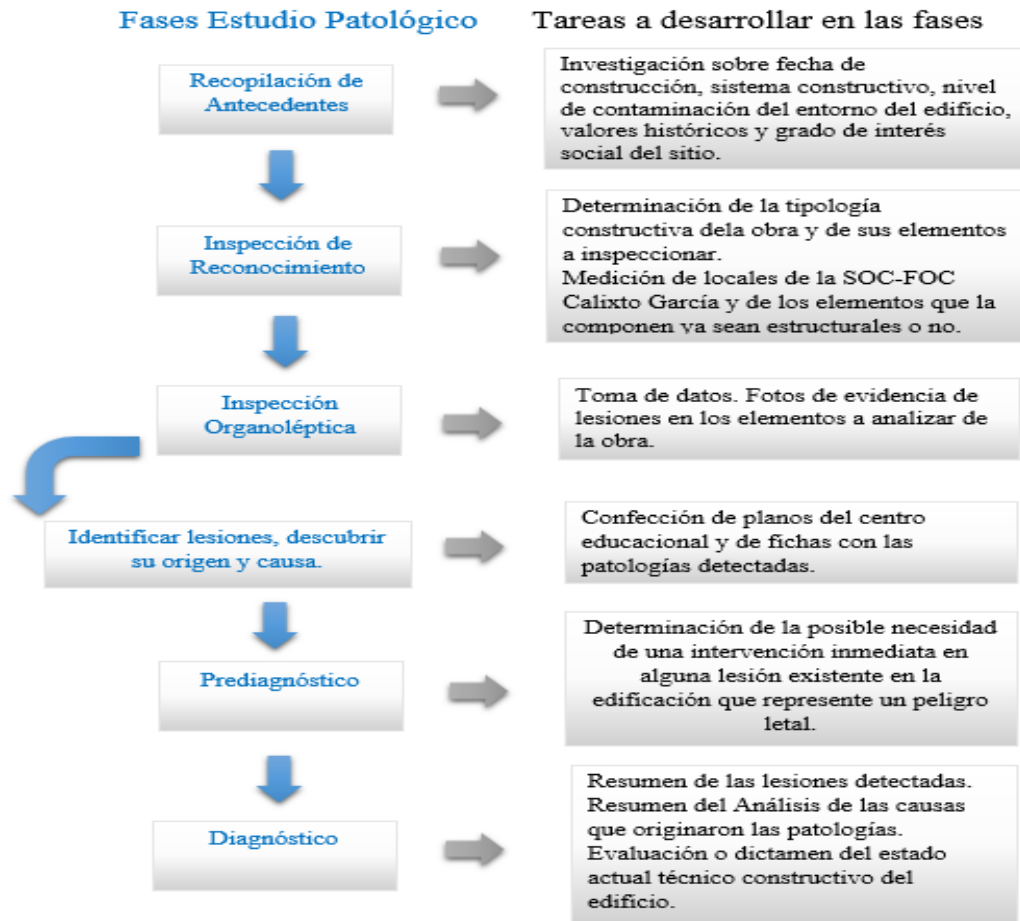 Fases Estudio Patológico
Tareas a desarrollar en las fases
Recopilación de
Antecedentes
Investigación sobre fecha de
construcción, sistema constructivo, nivel
de contaminación del entorno del edificio,
valores históricos y grado de interés
social del sitio.
Inspección de
Reconocimiento
Determinación de la tipología
constructiva dela obra y de sus elementos
a inspeccionar.
Medición de locales de la SOC-FOC
Calixto García y de los elementos que la
componen ya sean estructurales o no.
Inspección
Organoléptica
Toma de datos. Fotos de evidencia de
lesiones en los elementos a analizar de
la obra.
Identificar lesiones, descubrir
su origen y causa.
Confección de planos del centro
educacional y de fichas con las
patologías detectadas.
Prediagnóstico
Determinación de la posible necesidad
de una intervención inmediata en
alguna lesión existente en la
edificación que represente un peligro
letal.
Diagnóstico
Resumen de las lesiones detectadas.
Resumen del Análisis de las causas
que originaron las patologías.
Evaluación o dictamen del estado
actual técnico constructivo del
edificio.